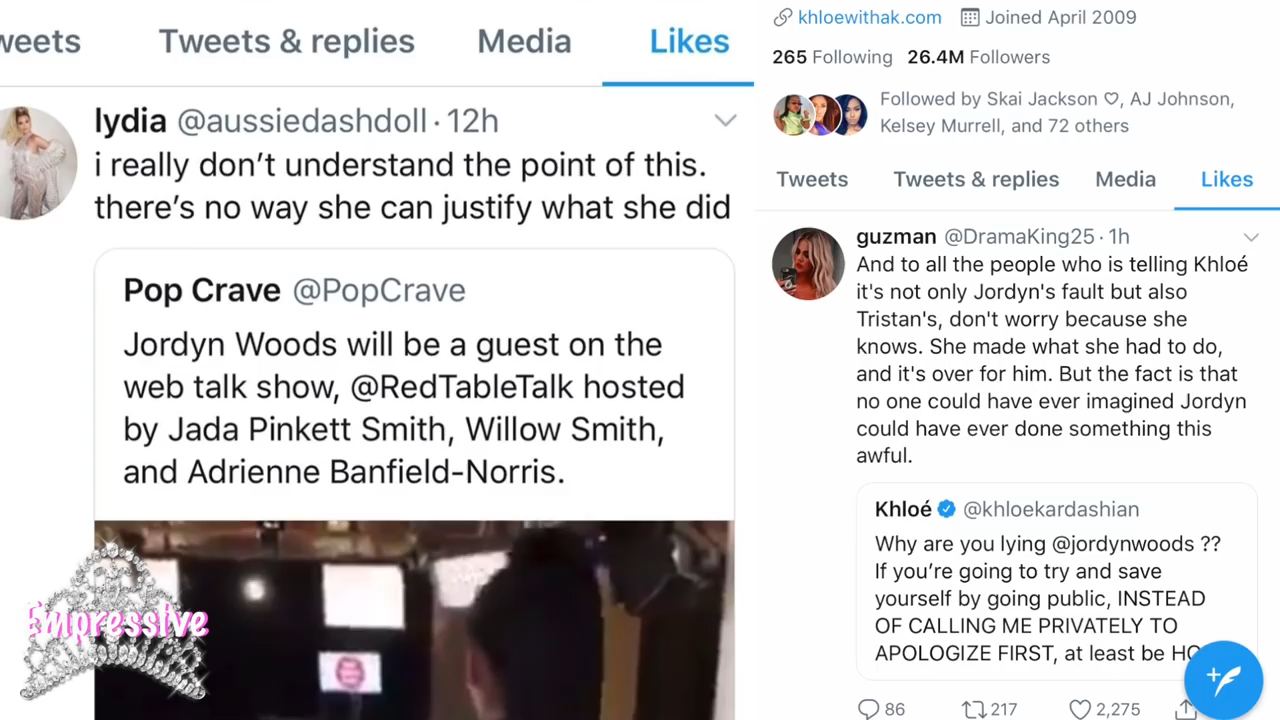 weets Tweets & replies Media Likes
lydia @aussiedashdoll · 12h
i really don't understand the point of this.
there's no way she can justify what she did
Pop Crave @PopCrave
Jordyn Woods will be a guest on the
web talk show, @RedTableTalk hosted
by Jada Pinkett Smith, Willow Smith,
and Adrienne Banfield-Norris.
Empressive
khloewithak.com Joined April 2009
265 Following 26.4M Followers
Followed by Skai Jackson ♡, AJ Johnson,
Kelsey Murrell, and 72 others
Tweets Tweets & replies Media Likes
guzman @DramaKing25 · 1h
And to all the people who is telling Khloé
it's not only Jordyn's fault but also
Tristan's, don't worry because she
knows. She made what she had to do,
and it's over for him. But the fact is that
no one could have ever imagined Jordyn
could have ever done something this
awful.
Khloé @khloekardashian
Why are you lying @jordynwoods ??
If you're going to try and save
yourself by going public, INSTEAD
OF CALLING ME PRIVATELY TO
APOLOGIZE FIRST, at least be HO
86 217 2,275